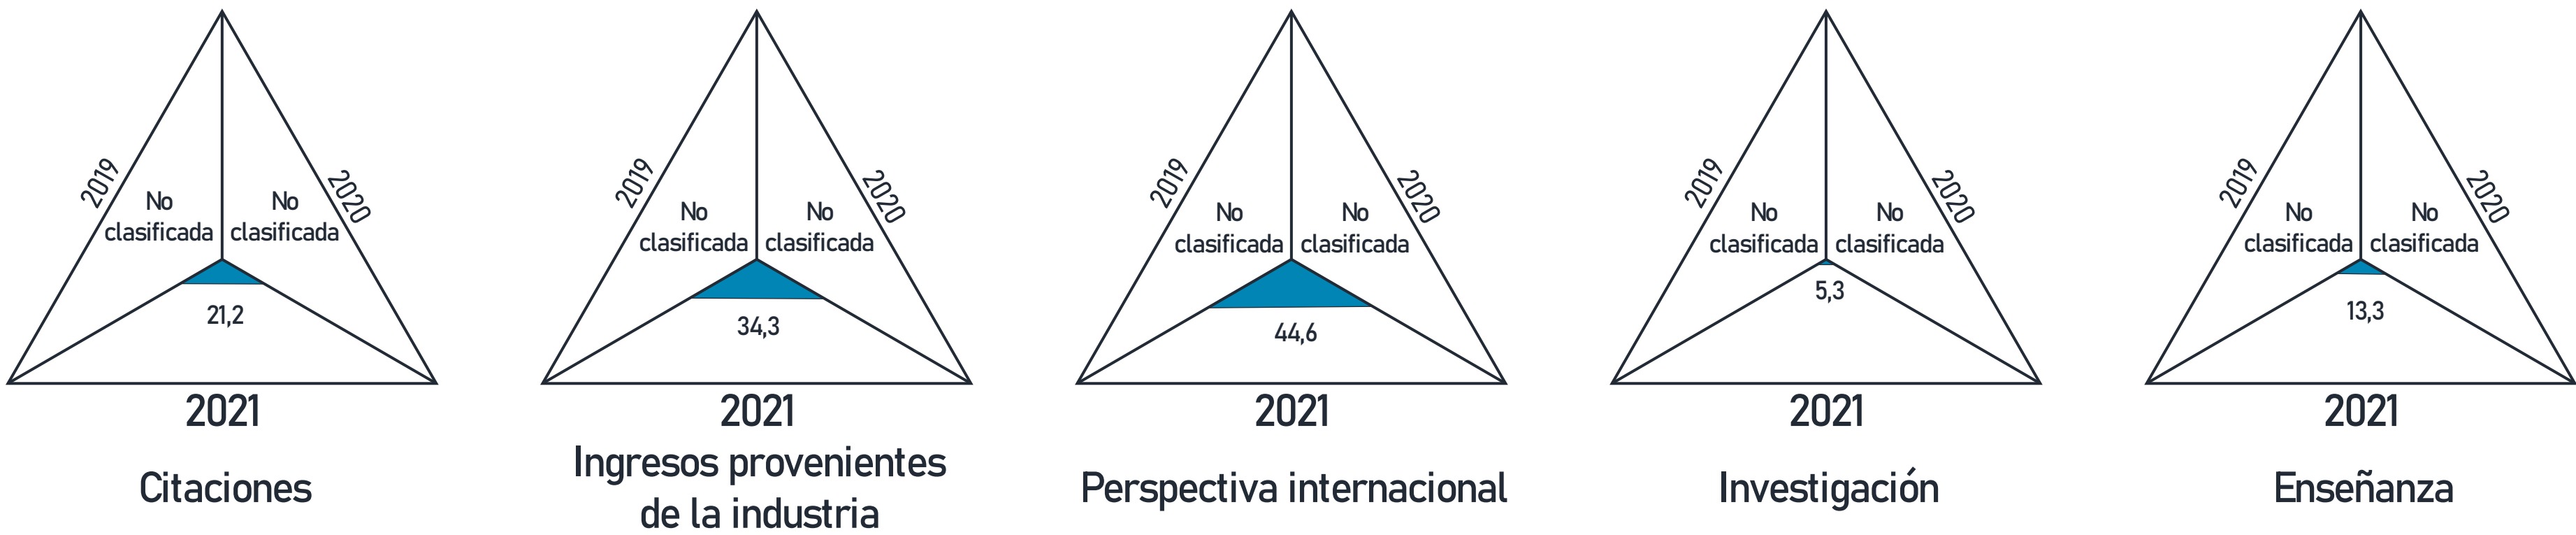 2019
No
clasificada
No
clasificada
2020
21,2
2021
Citaciones
2019
No
clasificada
No
clasificada
2020
34,3
2021
Ingresos provenientes
de la industria
2019
No
clasificada
No
clasificada
2020
44,6
2021
Perspectiva internacional
2019
No
clasificada
No
clasificada
2020
5,3
2021
Investigación
2019
No
clasificada
No
clasificada
2020
13,3
2021
Enseñanza